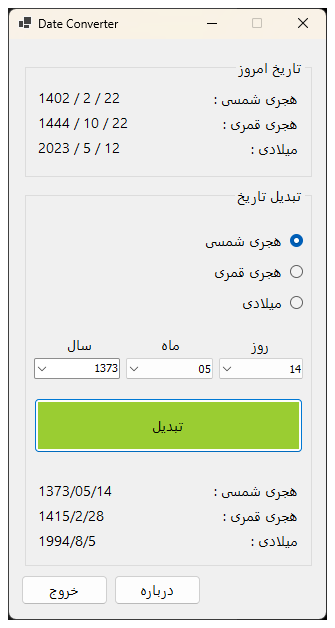 Date Converter
تاریخ امروز
هجری شمسی : 1402 / 2 / 22
هجری قمری : 1444 / 10 / 22
میلادی : 2023 / 5 / 12
تبدیل تاریخ
هجری شمسی
هجری قمری
میلادی
روز ماه سال
14 05 1373
تبدیل
هجری شمسی : 1373/05/14
هجری قمری : 1415/2/28
میلادی : 1994/8/5
درباره خروج